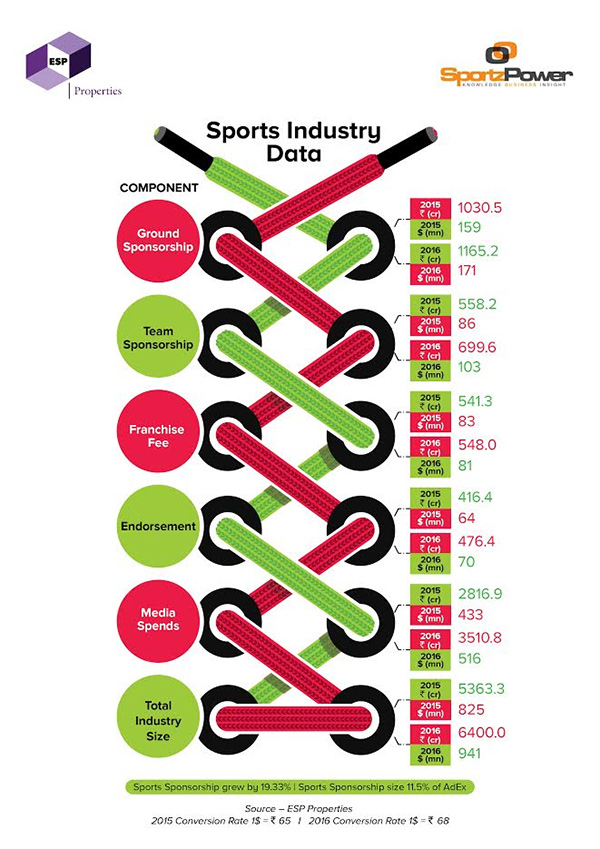 ESP
Properties
SportzPower
KNOWLEDGE BUSINESS INSIGHT
Sports Industry
Data
COMPONENT
Ground
Sponsorship
2015
₹ (cr)
1030.5
2015
$ (mn)
159
2016
₹ (cr)
1165.2
2016
$ (mn)
171
Team
Sponsorship
2015
₹ (cr)
558.2
2015
$ (mn)
86
2016
₹ (cr)
699.6
2016
$ (mn)
103
Franchise
Fee
2015
₹ (cr)
541.3
2015
$ (mn)
83
2016
₹ (cr)
548.0
2016
$ (mn)
81
Endorsement
2015
₹ (cr)
416.4
2015
$ (mn)
64
2016
₹ (cr)
476.4
2016
$ (mn)
70
Media
Spends
2015
₹ (cr)
2816.9
2015
$ (mn)
433
2016
₹ (cr)
3510.8
2016
$ (mn)
516
Total
Industry
Size
2015
₹ (cr)
5363.3
2015
$ (mn)
825
2016
₹ (cr)
6400.0
2016
$ (mn)
941
Sports Sponsorship grew by 19.33% | Sports Sponsorship size 11.5% of AdEx
Source – ESP Properties
2015 Conversion Rate 1$ = ₹ 65 I 2016 Conversion Rate 1$ = ₹ 68